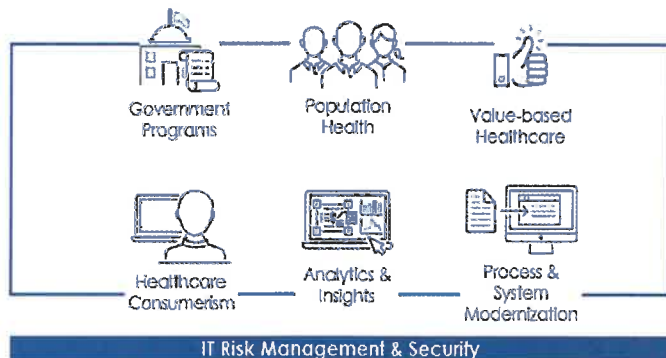 Government
Programs
Population
Health
Value-based
Healthcare
Healthcare
Consumerism
Analytics &
Insights
Process &
System
Modernization
IT Risk Management & Security